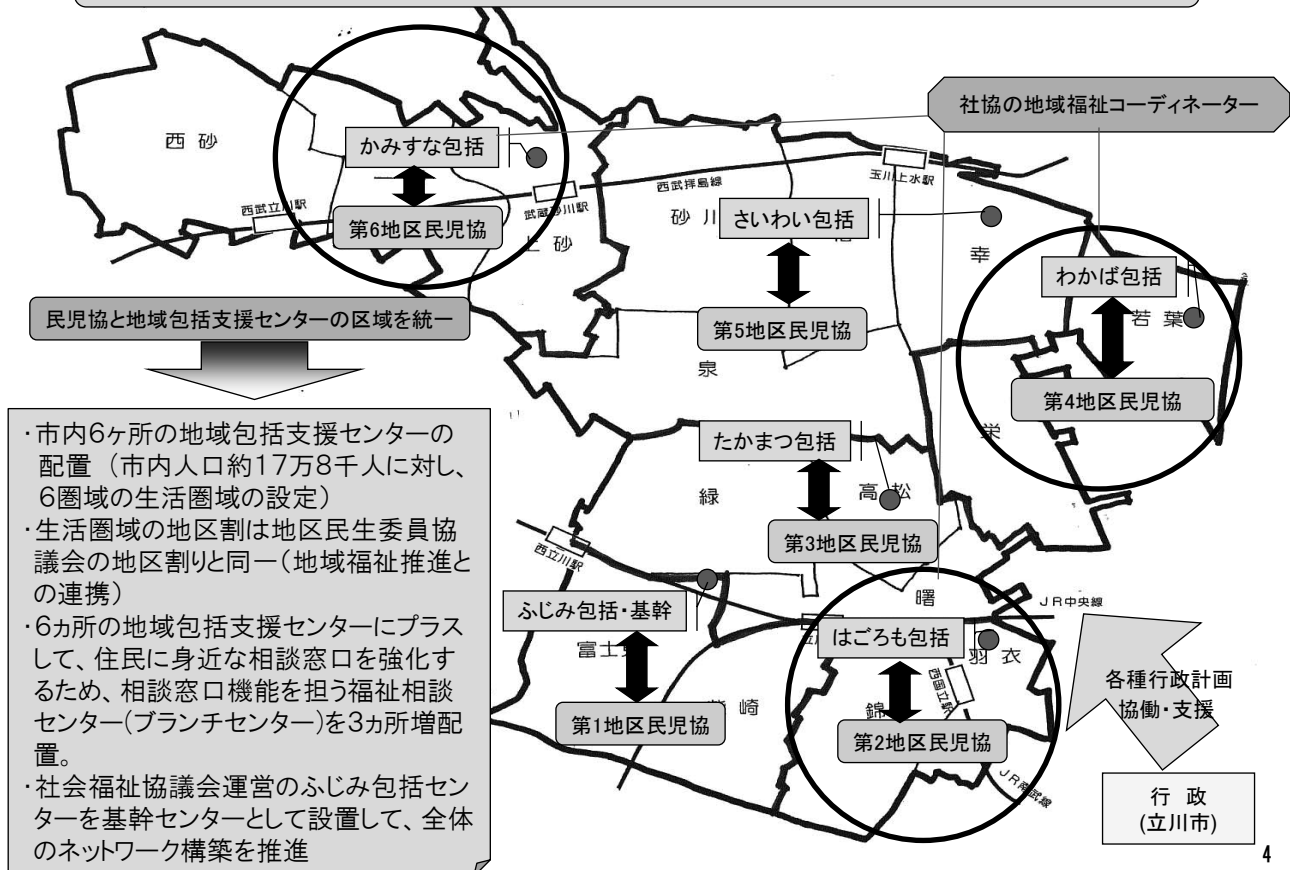 社協の地域福祉コーディネーター
西 砂
かみすな包括
西武立川駅
第6地区民児協
武蔵砂川駅
上 砂
西武拝島線
玉川上水駅
砂 川
さいわい包括
幸
第5地区民児協
わかば包括
若 葉
第4地区民児協
栄
泉
民児協と地域包括支援センターの区域を統一
たかまつ包括
緑
高 松
第3地区民児協
西立川駅
曙
JR中央線
ふじみ包括・基幹
富士
はごろも包括
羽 衣
西国立駅
第1地区民児協
崎
錦
第2地区民児協
JR南武線
各種行政計画
協働・支援
行 政
(立川市)
・市内6ヶ所の地域包括支援センターの
配置 (市内人口約17万8千人に対し、
6圏域の生活圏域の設定)
・生活圏域の地区割は地区民生委員協
議会の地区割りと同一(地域福祉推進と
の連携)
・6ヵ所の地域包括支援センターにプラス
して、住民に身近な相談窓口を強化す
るため、相談窓口機能を担う福祉相談
センター(ブランチセンター)を3ヵ所増配
置。
・社会福祉協議会運営のふじみ包括セン
ターを基幹センターとして設置して、全体
のネットワーク構築を推進
4